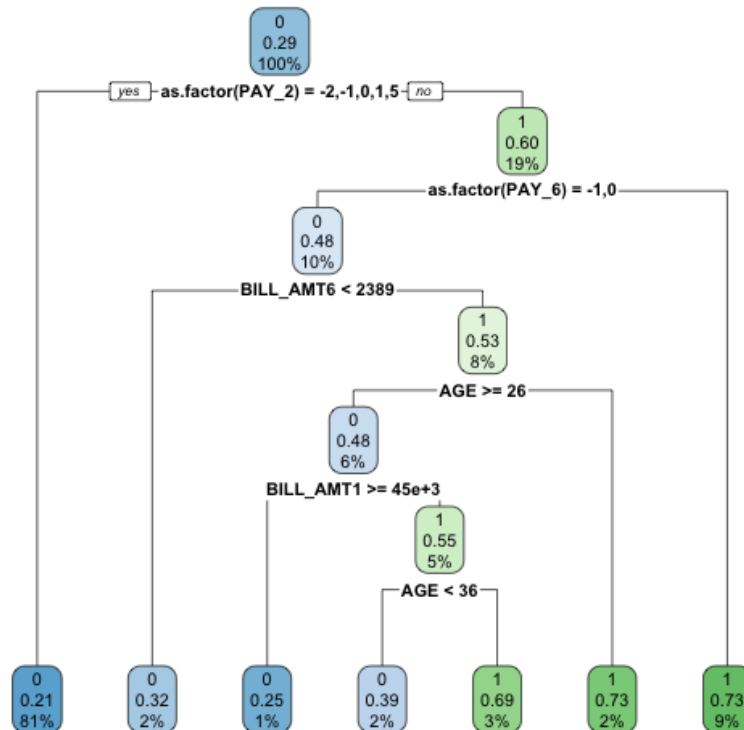 0
0.29
100%
yes as.factor(PAY_2) = -2,-1,0,1,5 no
1
0.60
19%
as.factor(PAY_6) = -1,0
0
0.48
10%
BILL_AMT6 < 2389
1
0.53
8%
AGE >= 26
0
0.48
6%
BILL_AMT1 >= 45e+3
1
0.55
5%
AGE < 36
0 0 0 0 1 1 1
0.21 0.32 0.25 0.39 0.69 0.73 0.73
81% 2% 1% 2% 3% 2% 9%